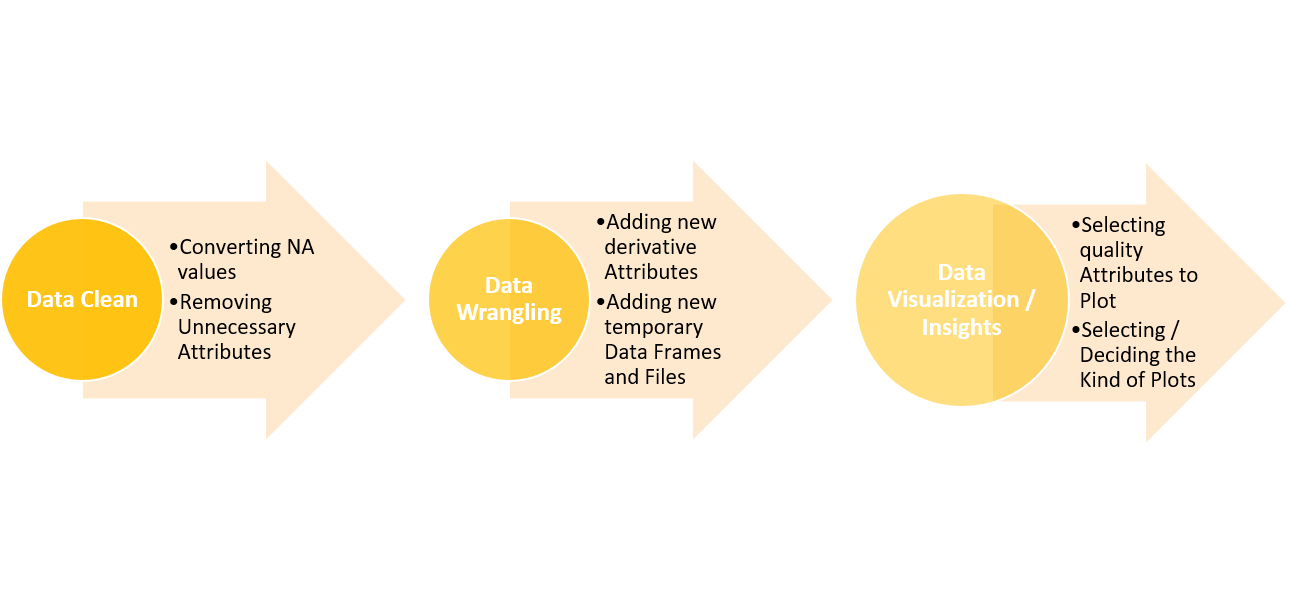 Data Clean
•Converting NA
values
•Removing
Unnecessary
Attributes
Data
Wrangling
•Adding new
derivative
Attributes
•Adding new
temporary
Data Frames
and Files
Data
Visualization /
Insights
•Selecting
quality
Attributes to
Plot
•Selecting /
Deciding the
Kind of Plots